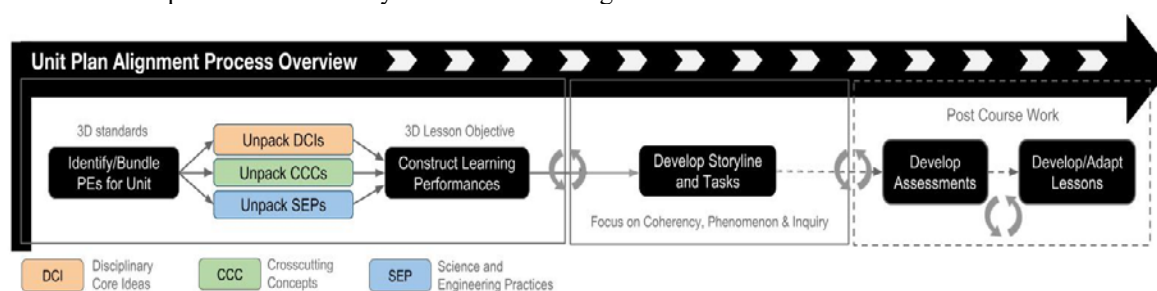 Unit Plan Alignment Process Overview
Post Course Work
3D standards
Identify/Bundle
PEs for Unit
Unpack DCIs
Unpack CCCs
Unpack SEPs
3D Lesson Objective
Construct Learning
Performances
Develop Storyline
and Tasks
Focus on Coherency, Phenomenon & Inquiry
Develop
Assessments
Develop/Adapt
Lessons
DCI
Disciplinary
Core Ideas
CCC
Crosscutting
Concepts
SEP
Science and
Engineering Practices